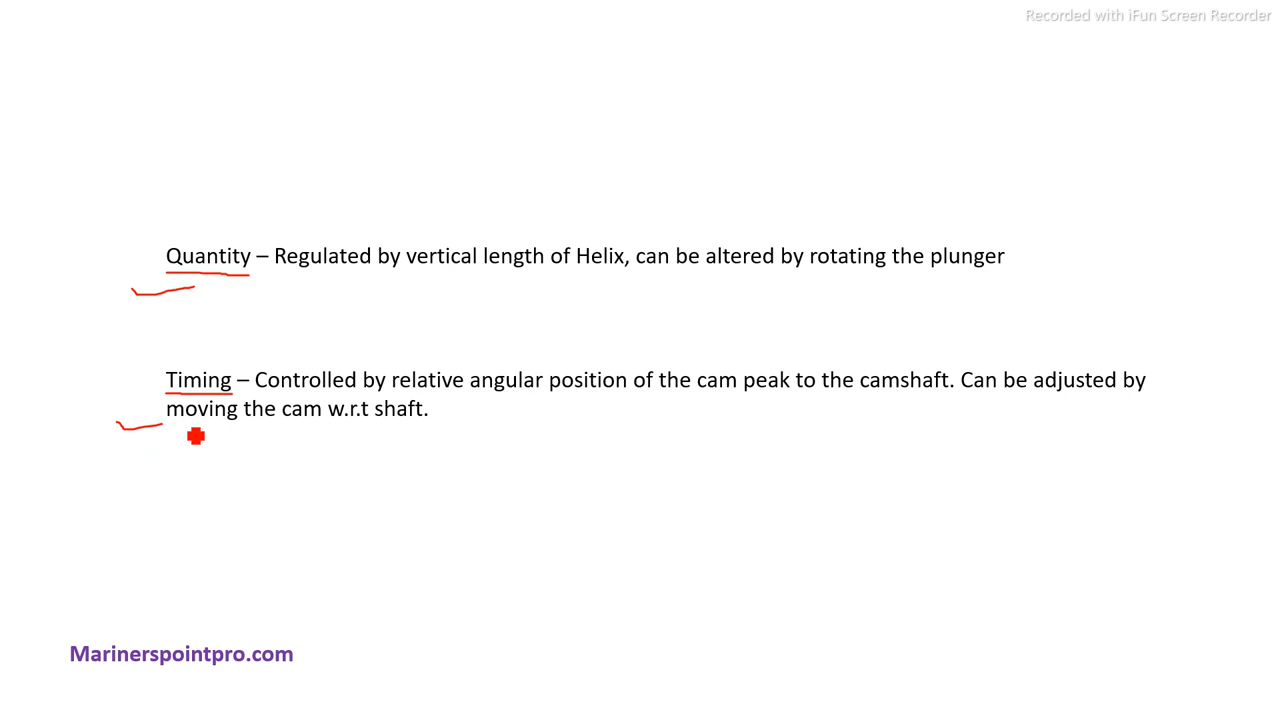 Recorded with iFun Screen Recorder
Quantity – Regulated by vertical length of Helix, can be altered by rotating the plunger
Timing – Controlled by relative angular position of the cam peak to the camshaft. Can be adjusted by
moving the cam w.r.t shaft.
Marinerspointpro.com